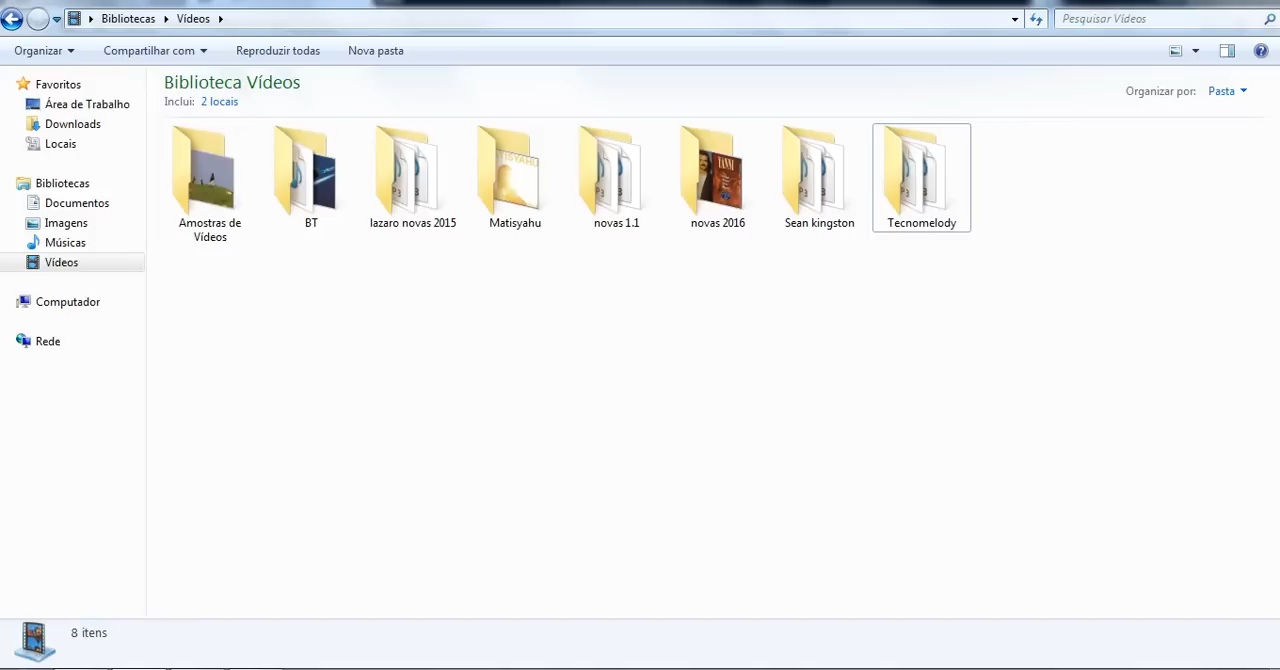 Bibliotecas Vídeos
Pesquisar Vídeos
Organizar Compartilhar com Reproduzir todas Nova pasta
Favoritos
Área de Trabalho
Downloads
Locais
Bibliotecas
Documentos
Imagens
Músicas
Vídeos
Computador
Rede
Biblioteca Vídeos
Inclui: 2 locais
Organizar por: Pasta
Amostras de
Vídeos
BT
lazaro novas 2015
Matisyahu
novas 1.1
novas 2016
Sean kingston
Tecnomelody
YANNI
8 itens